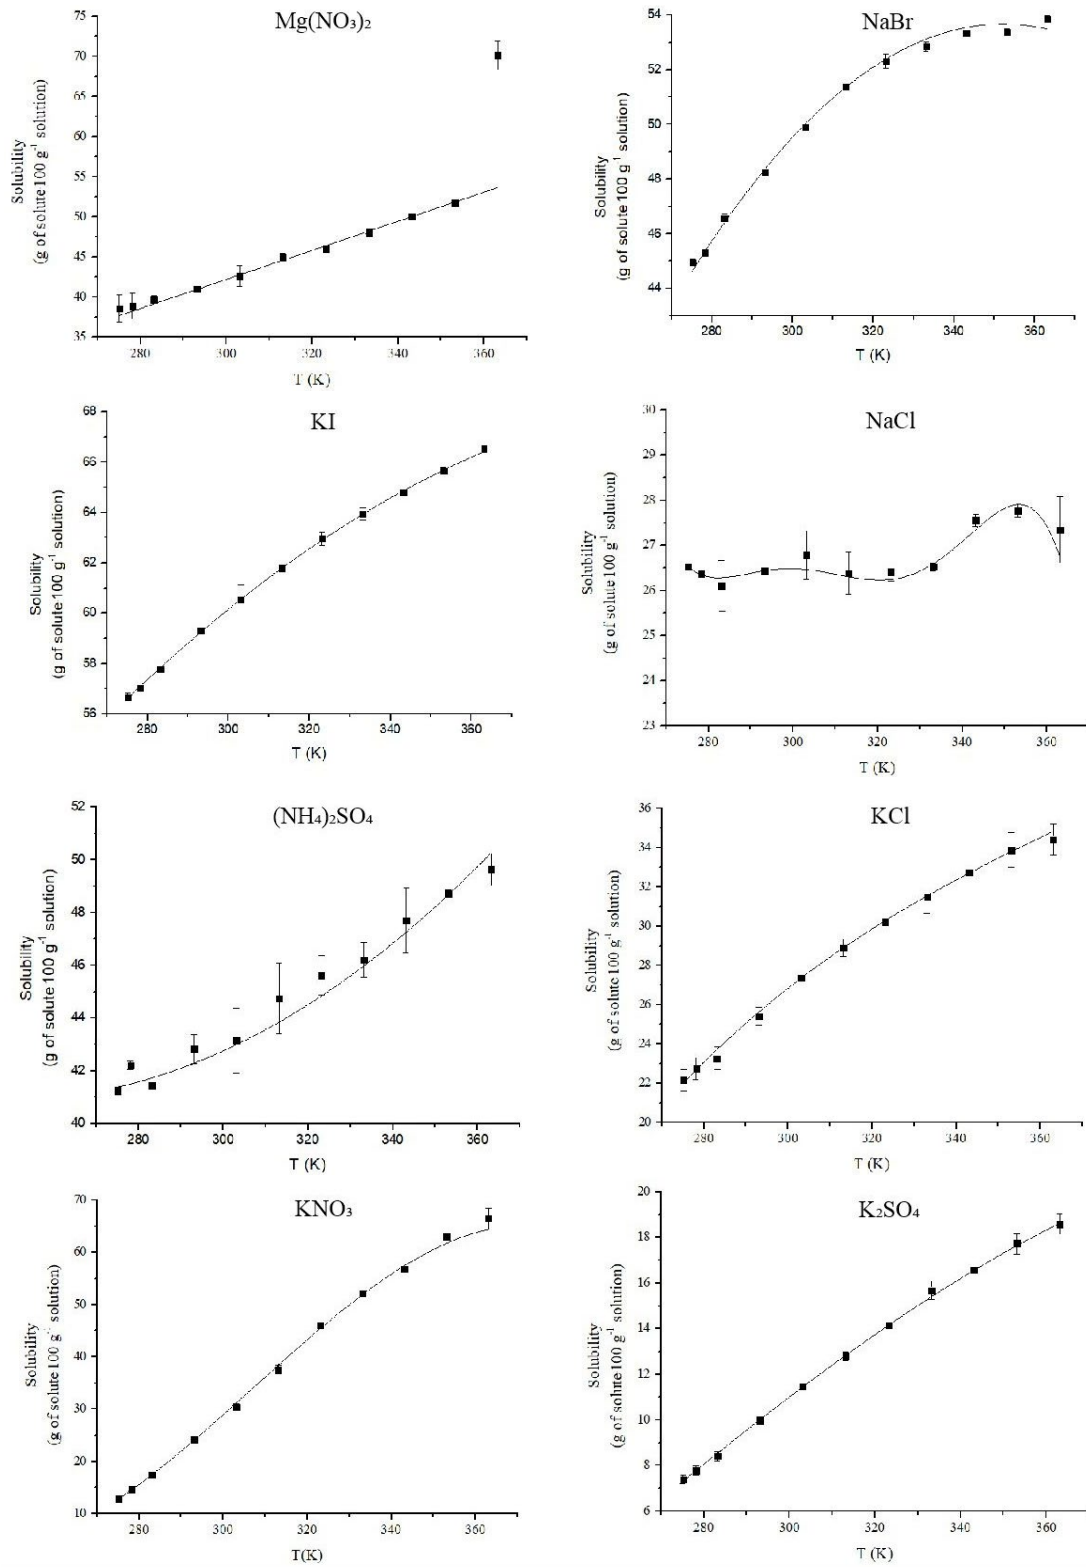 Mg(NO₃)₂
75
70
65
60
55
50
45
40
35
Solubility
(g of solute100 g⁻¹ solution)
280 300 320 340 360
T (K)
NaBr
54
52
50
48
46
44
Solubility
(g of solute 100 g⁻¹ solution)
280 300 320 340 360
T (K)
KI
68
66
64
62
60
58
56
Solubility
(g of solute 100 g⁻¹ solution)
280 300 320 340 360
T (K)
NaCl
30
29
28
27
26
25
24
23
Solubility
(g of solute 100 g⁻¹ solution)
280 300 320 340 360
T (K)
(NH₄)₂SO₄
52
50
48
46
44
42
40
Solubility
(g of solute 100 g⁻¹ solution)
280 300 320 340 360
T (K)
KCl
36
34
32
30
28
26
24
22
20
Solubility
(g of solute 100 g⁻¹ solution)
280 300 320 340 360
T (K)
KNO₃
70
60
50
40
30
20
10
Solubility
(g of solute 100 g⁻¹ solution)
280 300 320 340 360
T(K)
K₂SO₄
20
18
16
14
12
10
8
6
Solubility
(g of solute100 g⁻¹ solution)
280 300 320 340 360
T (K)